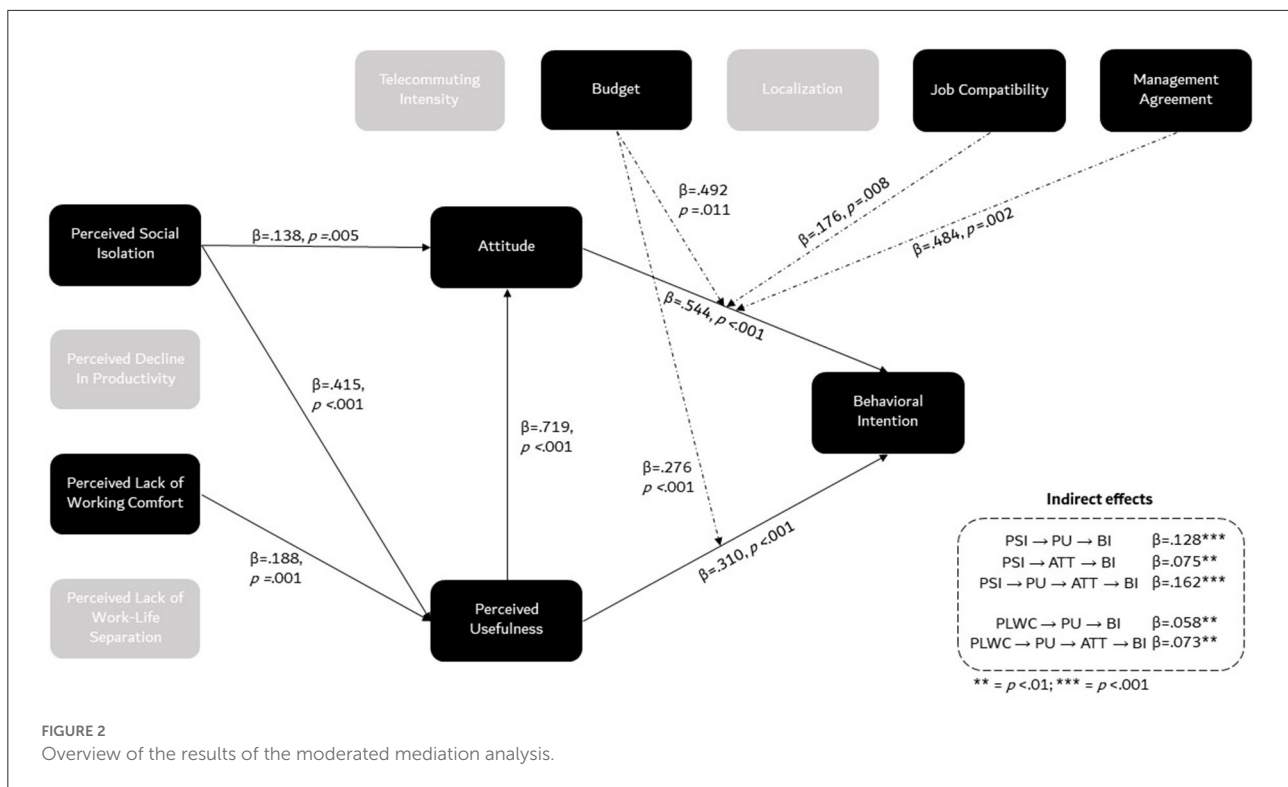 Telecommuting
Intensity
Budget
Localization
Job Compatibility
Management
Agreement
β=.492
p=.011
β=.176, p=.008
β=.484, p=.002
Perceived Social
Isolation
β=.138, p=.005
Attitude
β=.544, p<.001
Perceived Decline
In Productivity
β=.415,
p<.001
β=.719,
p<.001
Behavioral
Intention
β=.276
p<.001
Perceived Lack of
Working Comfort
β=.188,
p=.001
β=.310, p<.001
Perceived Lack of
Work-Life
Separation
Perceived
Usefulness
Indirect effects
PSI → PU → BI β=.128***
PSI → ATT → BI β=.075**
PSI → PU → ATT → BI β=.162***
PLWC → PU → BI β=.058**
PLWC → PU → ATT → BI β=.073**
** = p<.01; *** = p<.001
FIGURE 2
Overview of the results of the moderated mediation analysis.